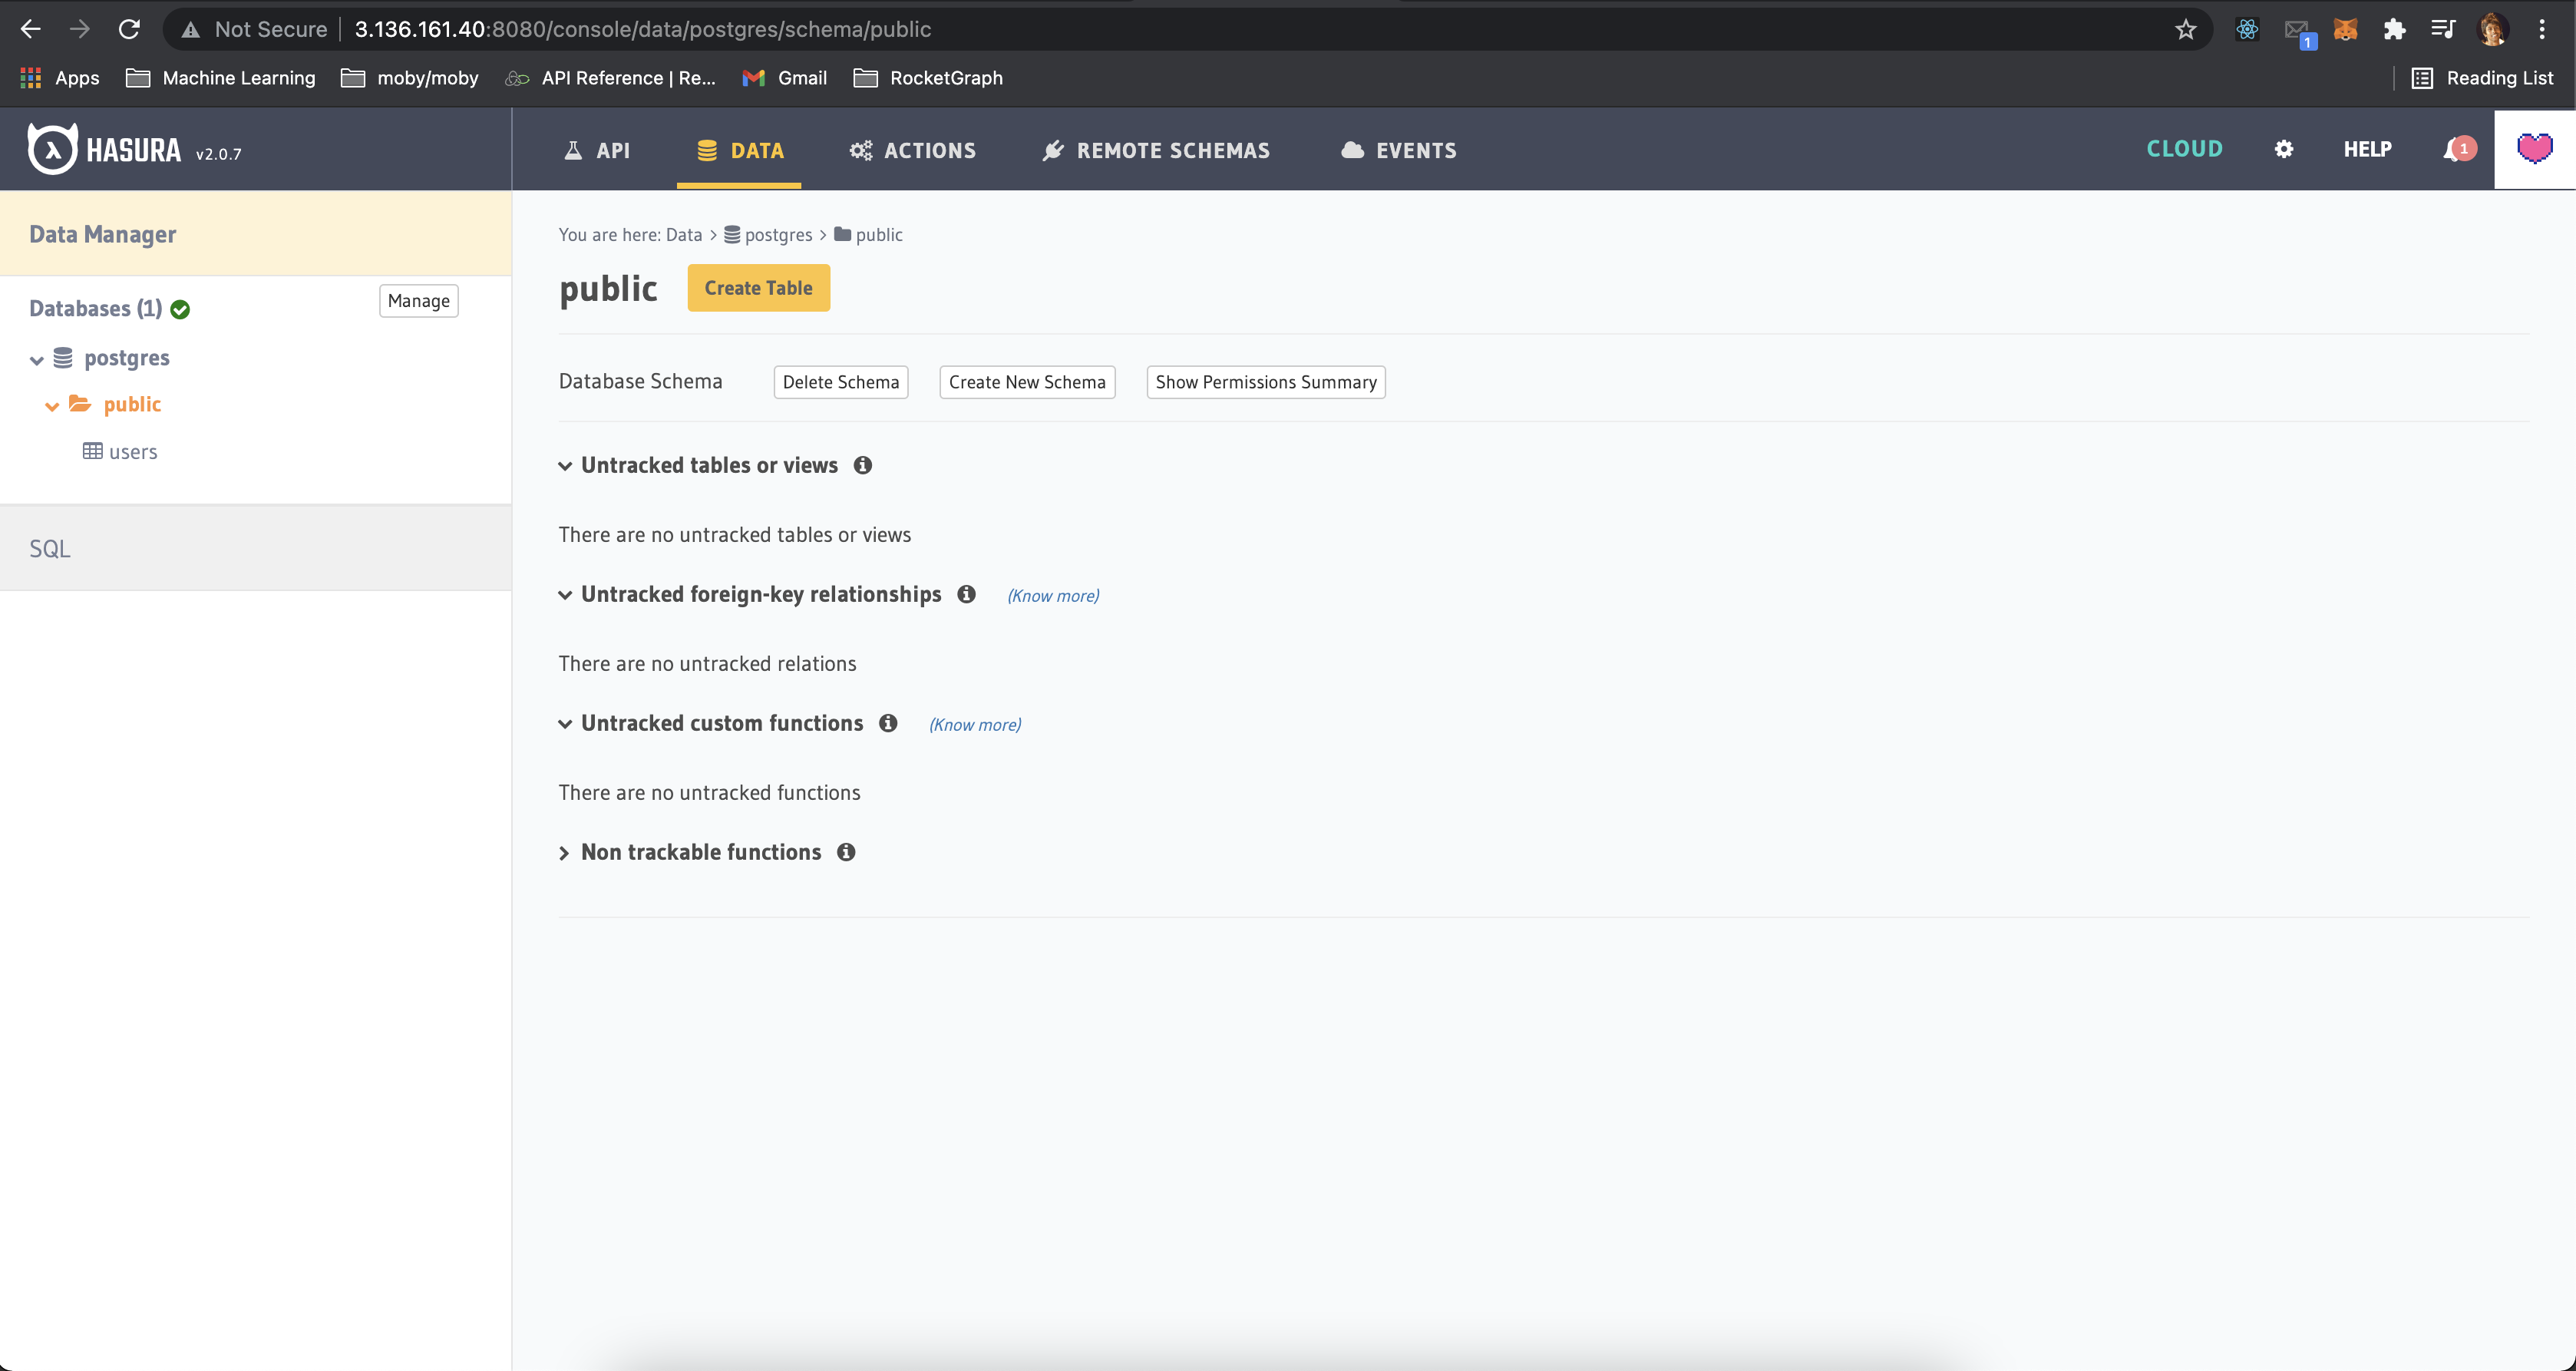 Not Secure | 3.136.161.40:8080/console/data/postgres/schema/public
1
Apps Machine Learning moby/moby API Reference | Re... Gmail RocketGraph Reading List
HASURA v2.0.7 API DATA ACTIONS REMOTE SCHEMAS EVENTS CLOUD HELP 1
Data Manager
Databases (1) Manage
postgres
public
users
SQL
You are here: Data > postgres > public
public Create Table
Database Schema Delete Schema Create New Schema Show Permissions Summary
Untracked tables or views
There are no untracked tables or views
Untracked foreign-key relationships (Know more)
There are no untracked relations
Untracked custom functions (Know more)
There are no untracked functions
Non trackable functions